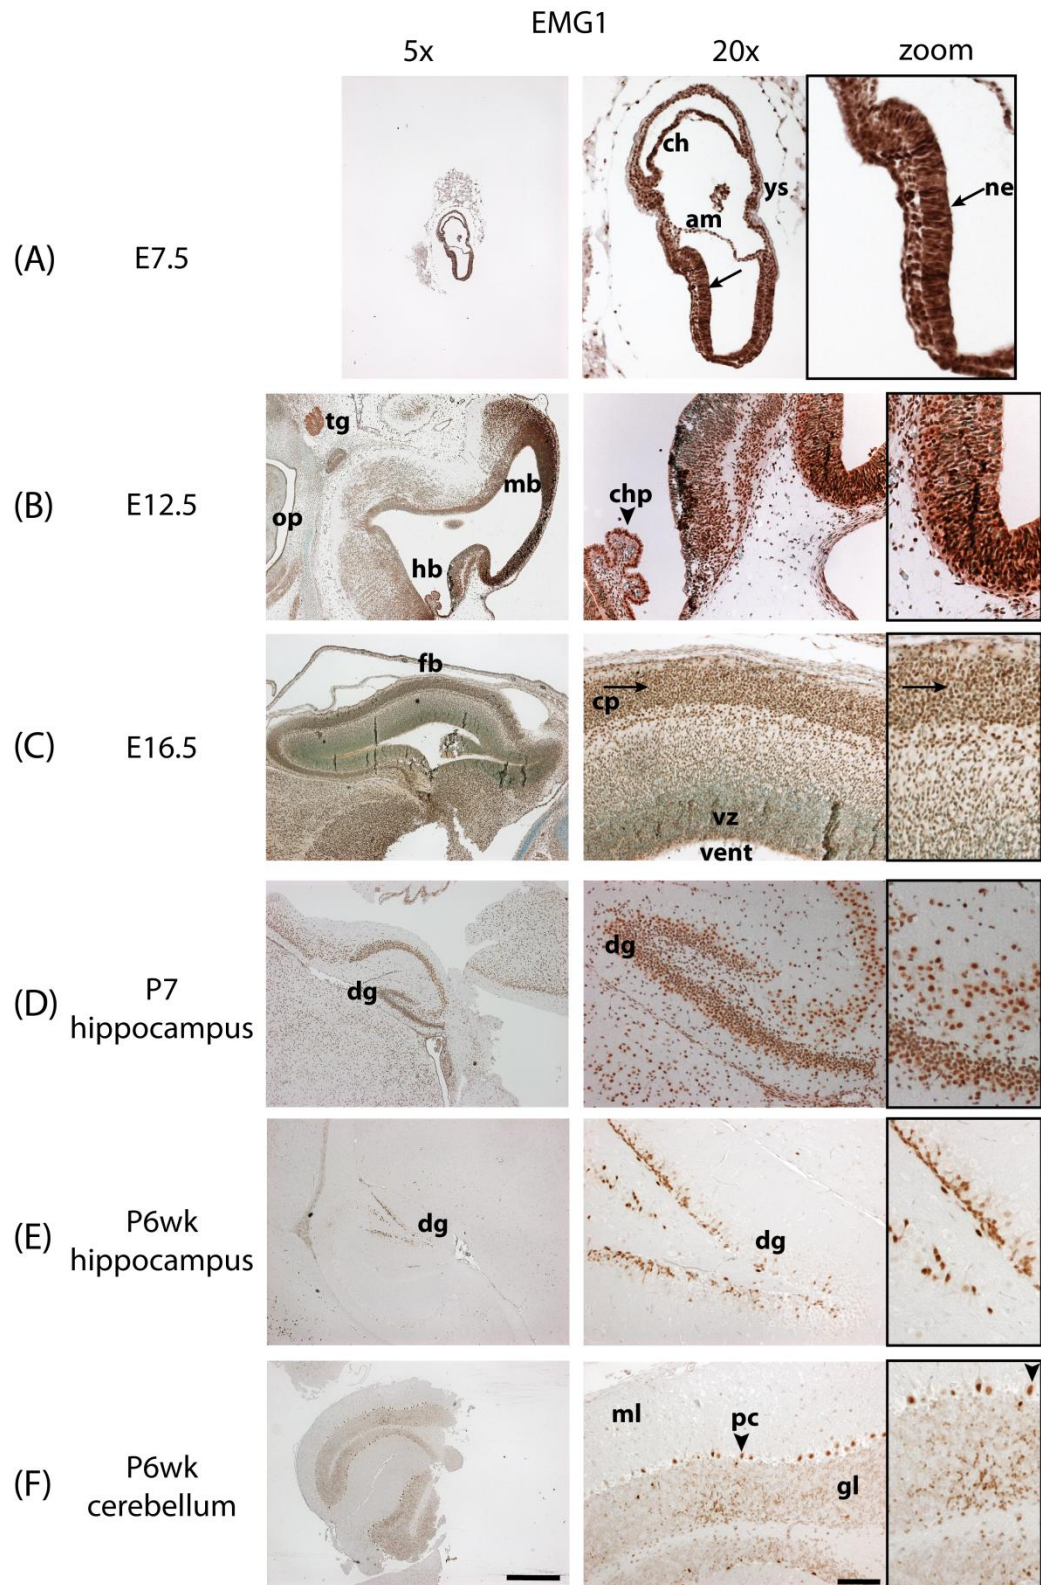 EMG1
5x 20x zoom
(A) E7.5
ch
ys
am
ne
(B) E12.5
tg
mb
op
hb
chp
(C) E16.5
fb
cp
vz
vent
(D) P7
hippocampus
dg
dg
(E) P6wk
hippocampus
dg
dg
(F) P6wk
cerebellum
ml
pc
gl